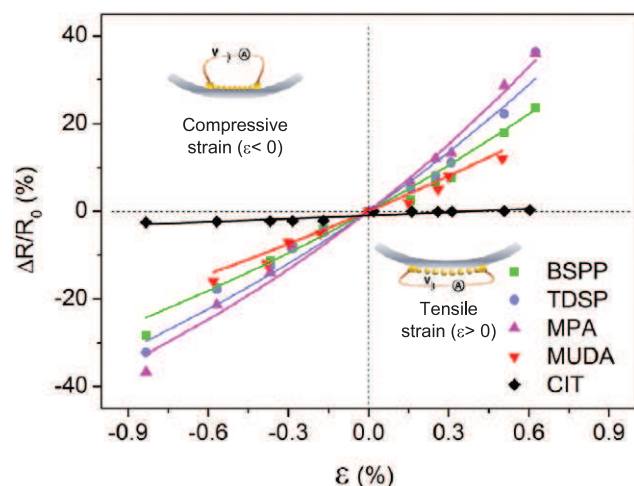 40
20
0
-20
-40
ΔR/R0 (%)
V
A
Compressive
strain (ε< 0)
V
A
Tensile
strain (ε> 0)
BSPP
TDSP
MPA
MUDA
CIT
-0.9 -0.6 -0.3 0.0 0.3 0.6 0.9
ε (%)